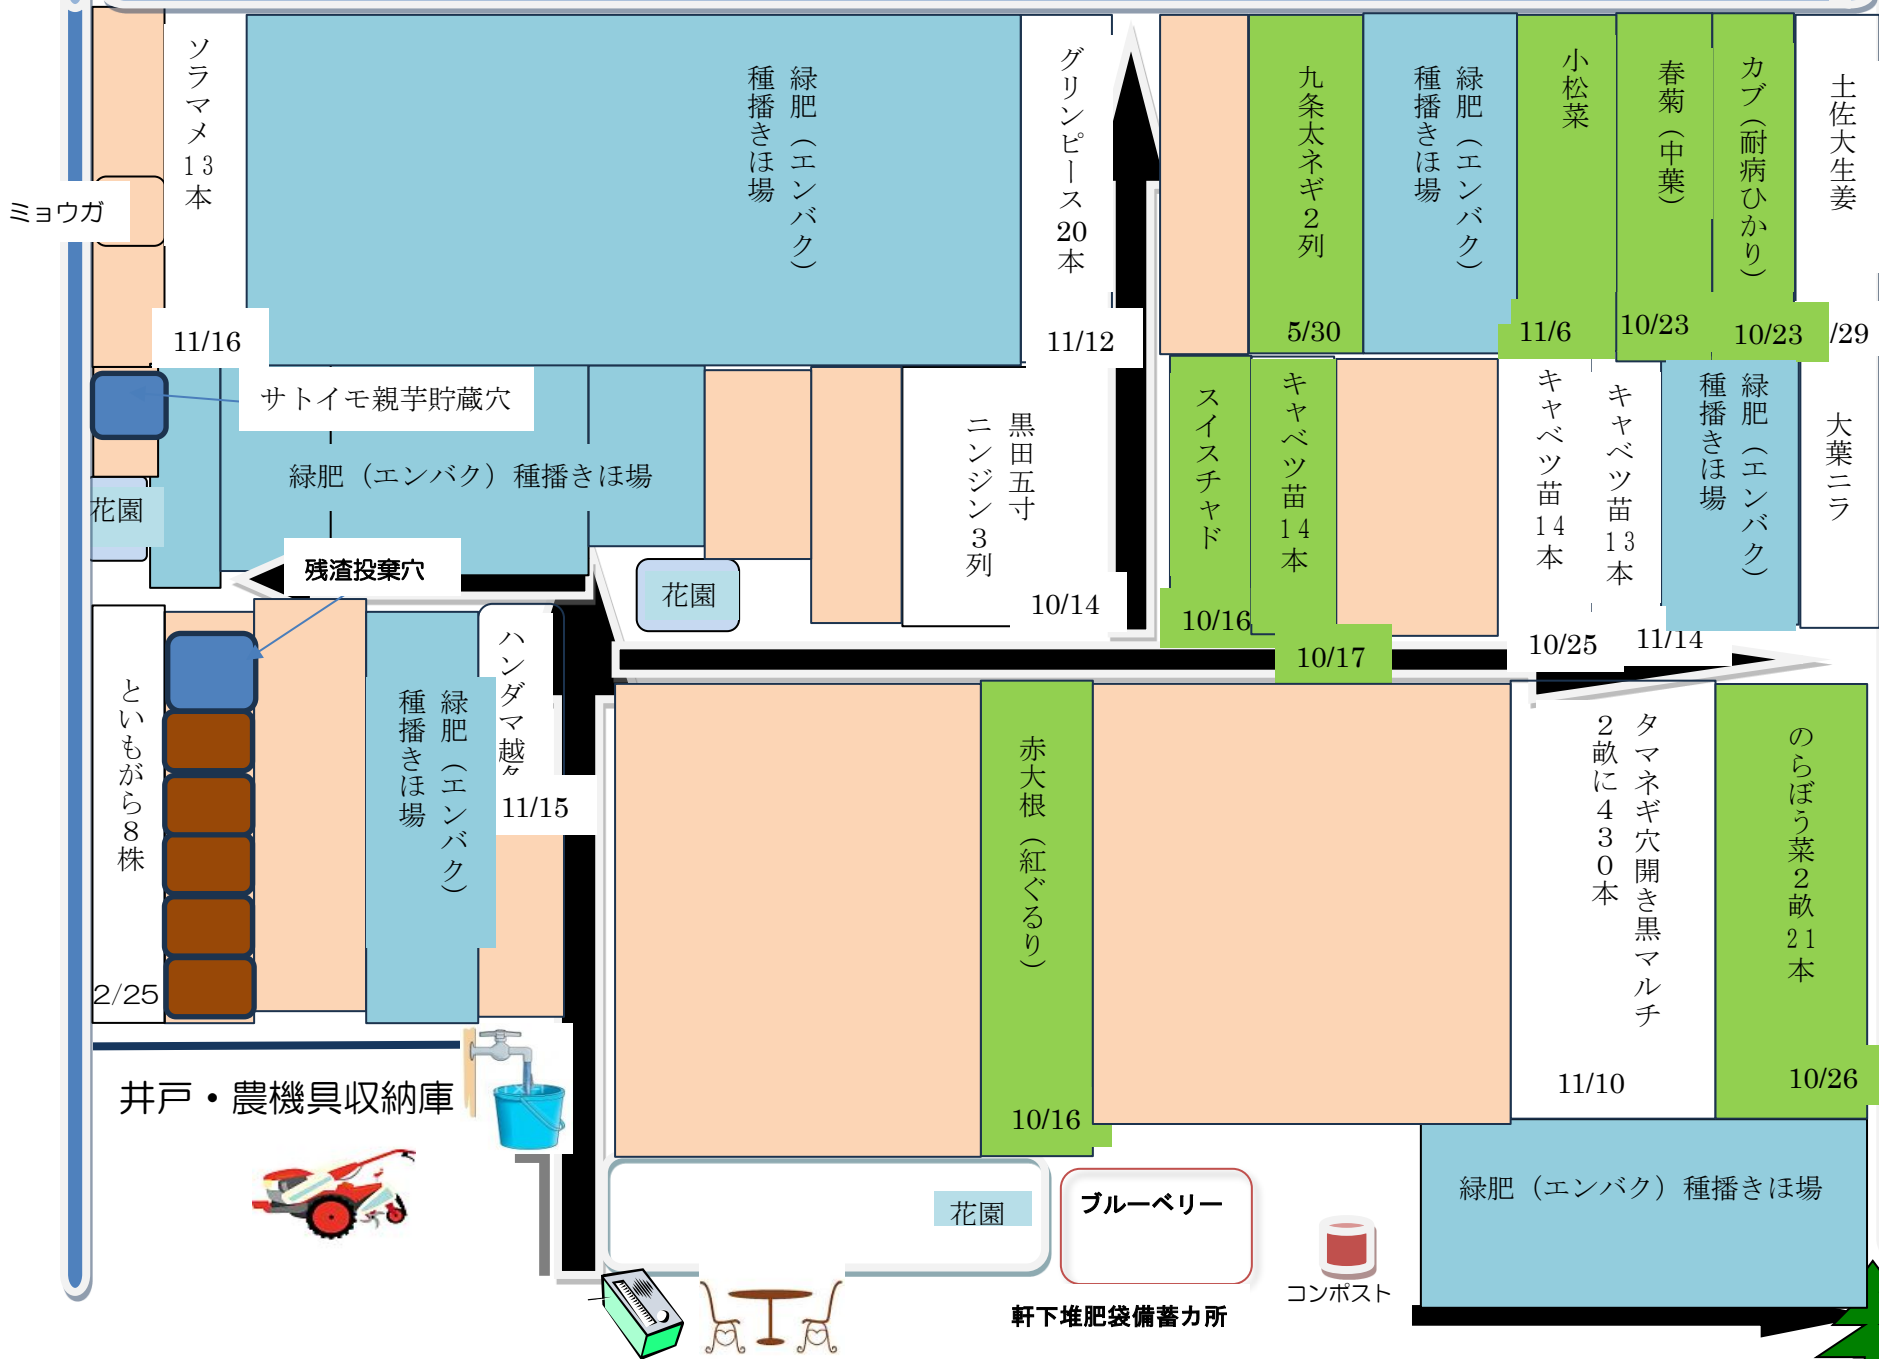 ソラマメ13本
11/16
緑肥（エンバク）
種播きほ場
グリンピース20本
11/12
九条太ネギ２列
5/30
緑肥（エンバク）
種播きほ場
小松菜
11/6
春菊（中葉）
10/23
カブ（耐病ひかり）
10/23
土佐大生姜
/29
ミョウガ
サトイモ親芋貯蔵穴
緑肥（エンバク）種播きほ場
花園
残渣投棄穴
花園
黒田五寸
ニンジン３列
10/14
スイスチャド
10/16
キャベツ苗14本
10/17
キャベツ苗14本
10/25
キャベツ苗13本
11/14
緑肥（エンバク）
種播きほ場
大葉ニラ
といもがら８株
2/25
緑肥（エンバク）
種播きほ場
ハンダマ越
11/15
赤大根（紅ぐるり）
10/16
タマネギ穴開き黒マルチ
２畝に４３０本
11/10
のらぼう菜２畝21本
10/26
井戸・農機具収納庫
花園
ブルーベリー
コンポスト
緑肥（エンバク）種播きほ場
軒下堆肥袋備蓄カ所